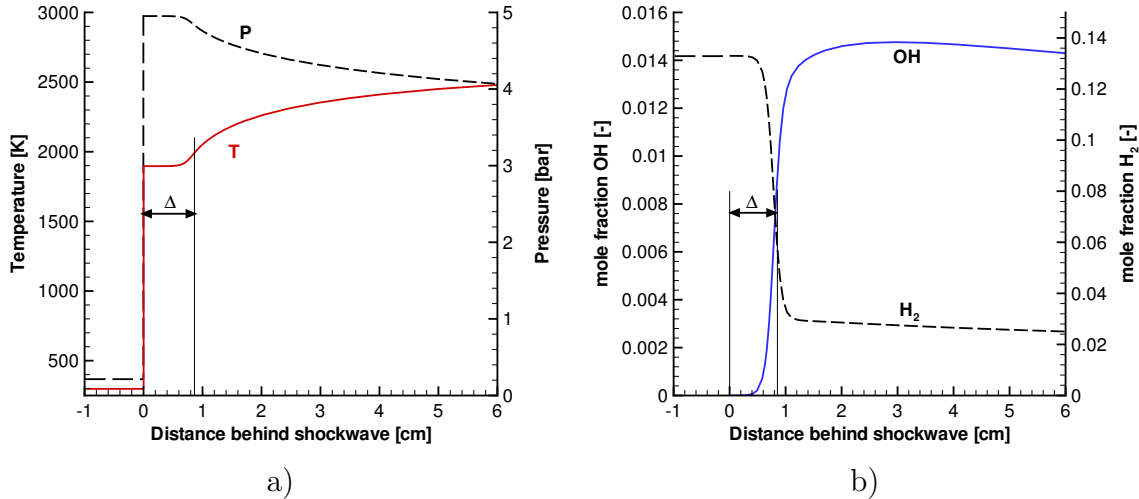 3000
2500
2000
1500
1000
500
Temperature [K]
P
T
Δ
5
4
3
2
1
0
Pressure [bar]
-1 0 1 2 3 4 5 6
Distance behind shockwave [cm]
a)
0.016
0.014
0.012
0.01
0.008
0.006
0.004
0.002
0
mole fraction OH [-]
OH
Δ
H₂
0.14
0.12
0.1
0.08
0.06
0.04
0.02
0
mole fraction H₂ [-]
-1 0 1 2 3 4 5 6
Distance behind shockwave [cm]
b)